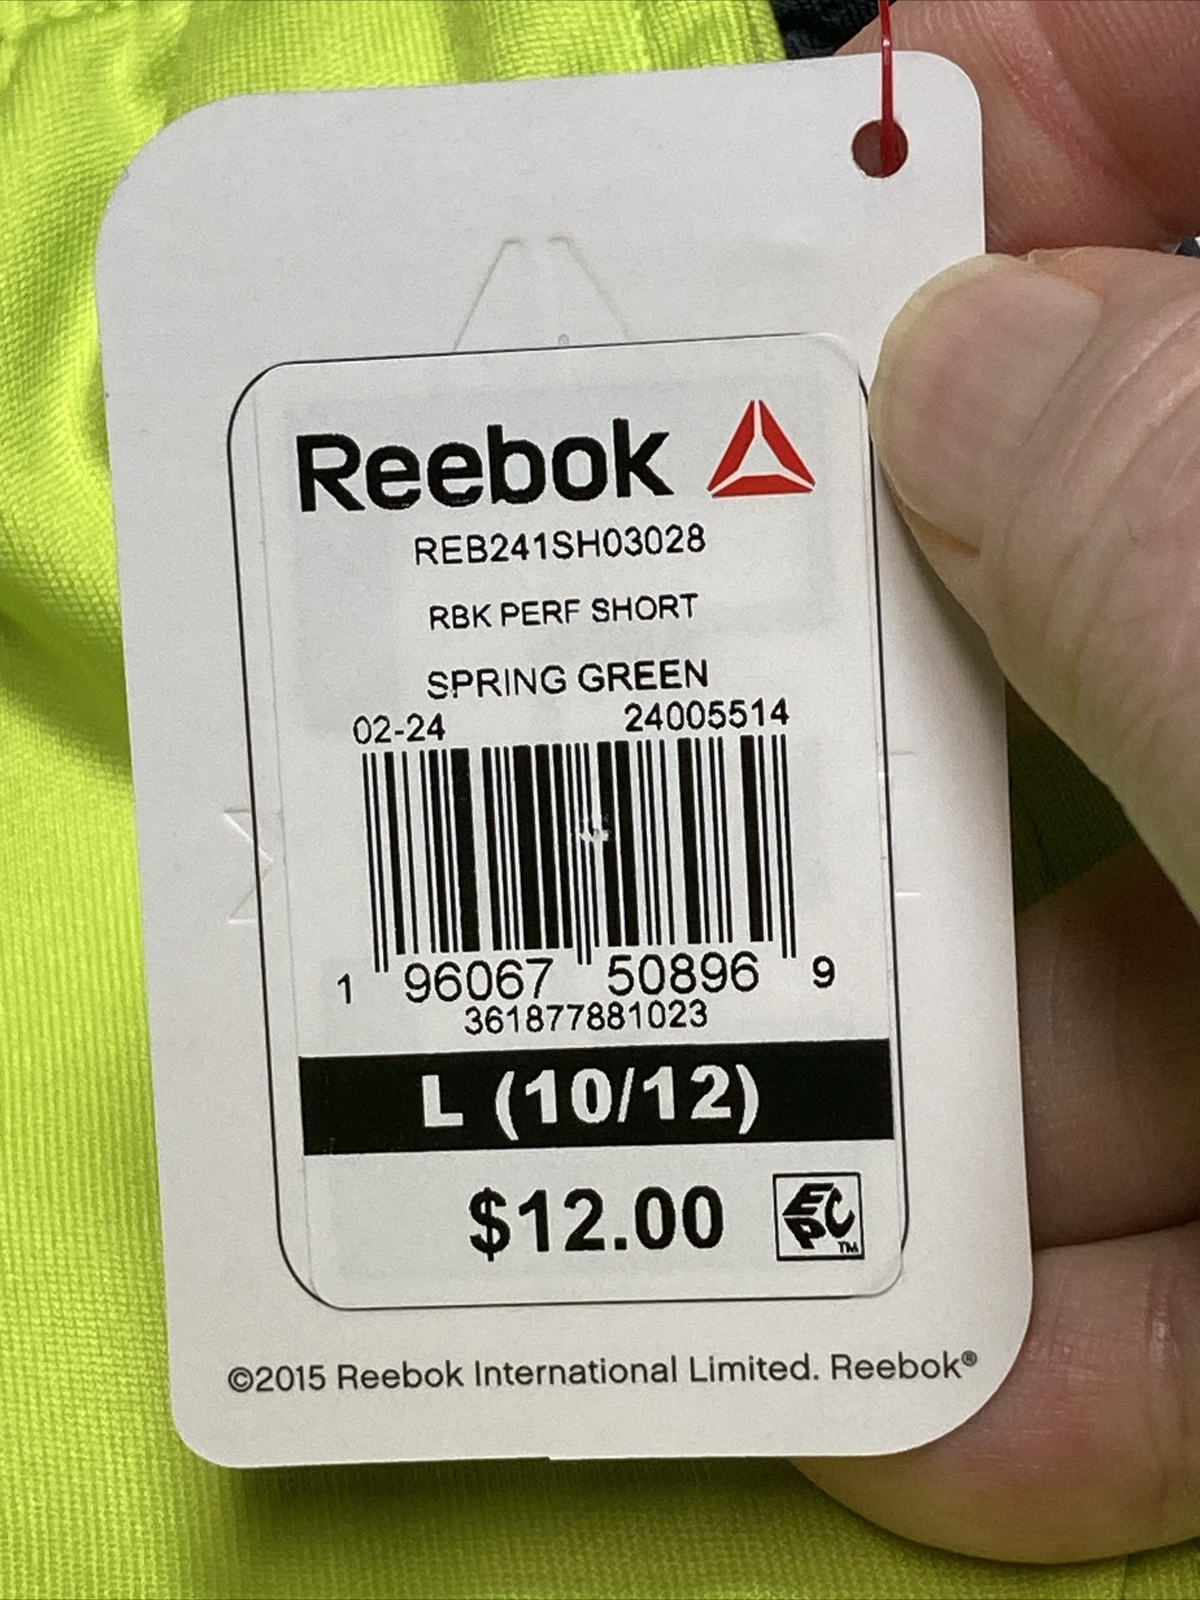 Reebok
REB241SH03028
RBK PERF SHORT
SPRING GREEN
02-24 24005514
1 96067 50896 9
361877881023
L (10/12)
$12.00 EPC™
©2015 Reebok International Limited. Reebok®